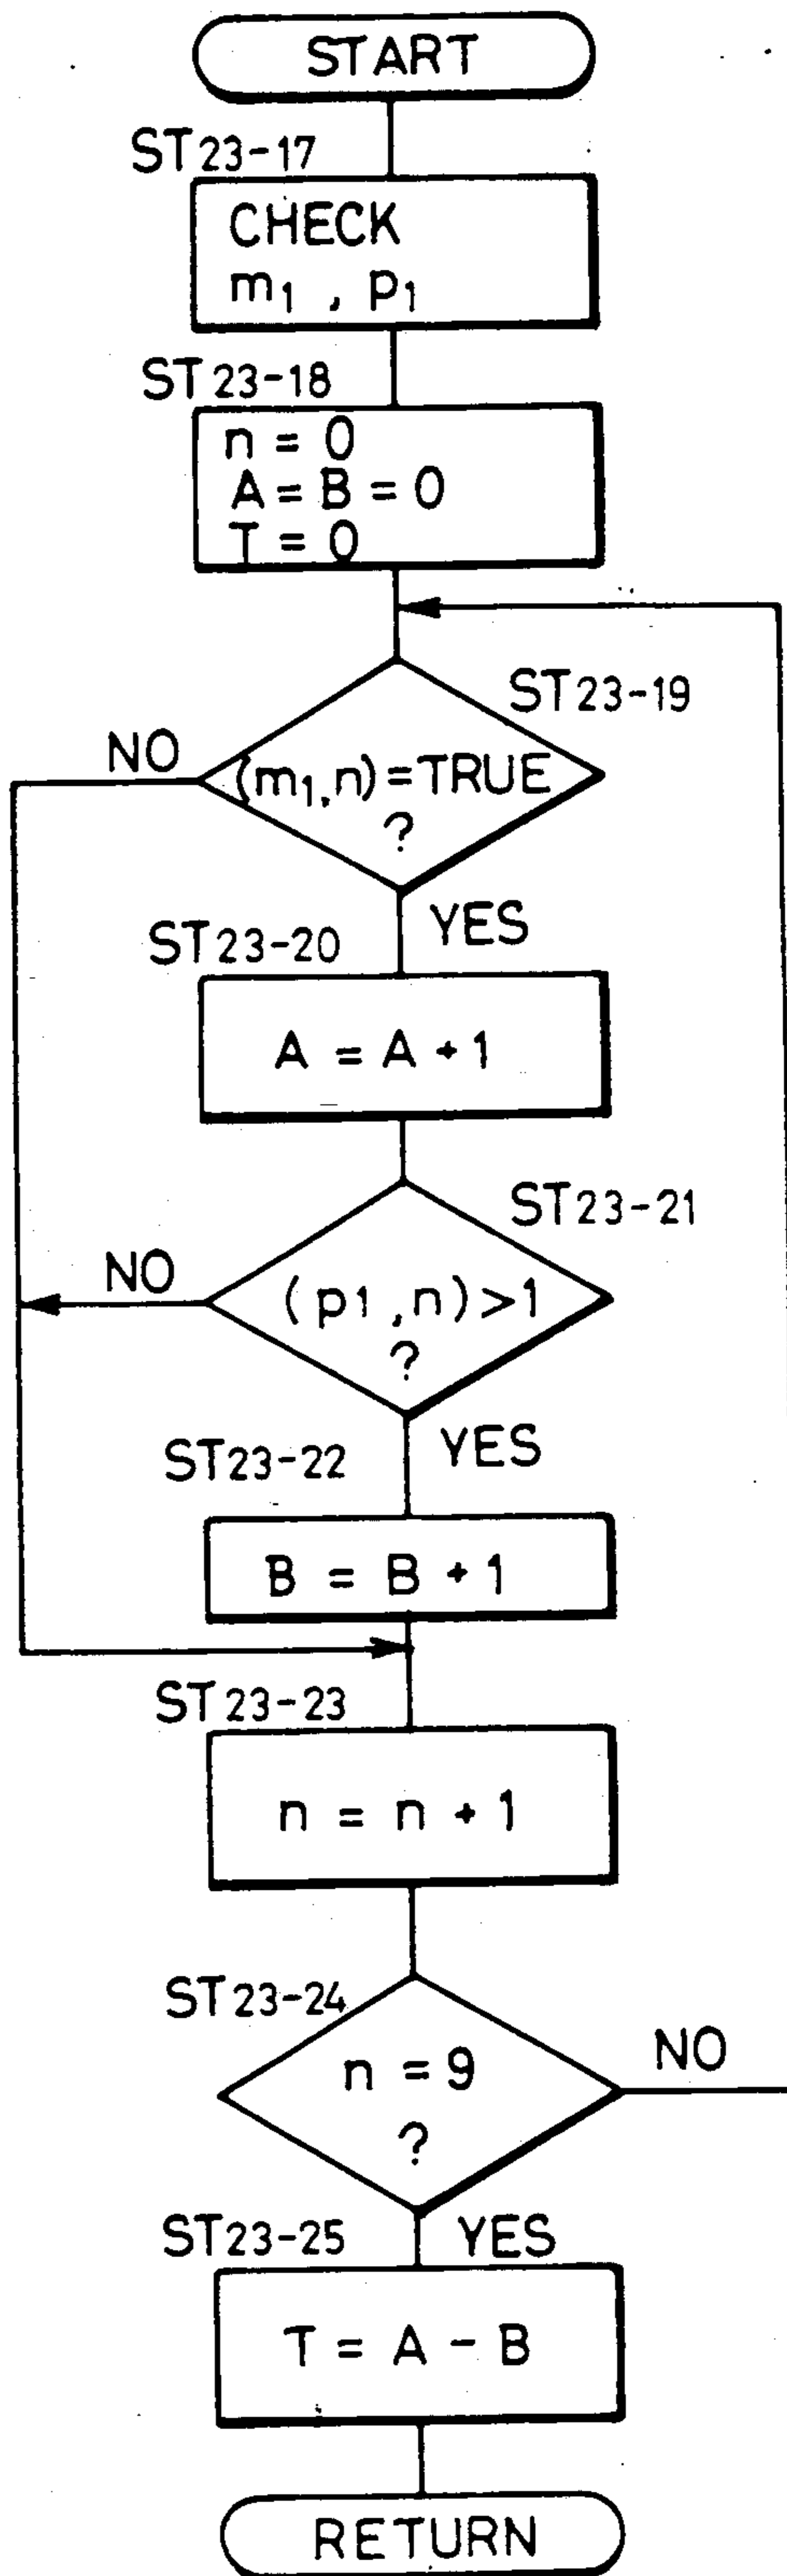 START
ST23-17
CHECK
m₁ , p₁
ST23-18
n = 0
A = B = 0
T = 0
ST23-19
NO
(m₁,n)=TRUE
?
YES
ST23-20
A = A + 1
ST23-21
NO
(p1,n)>1
?
YES
ST23-22
B = B + 1
ST23-23
n = n + 1
ST23-24
n = 9
NO
?
ST23-25
YES
T = A - B
RETURN